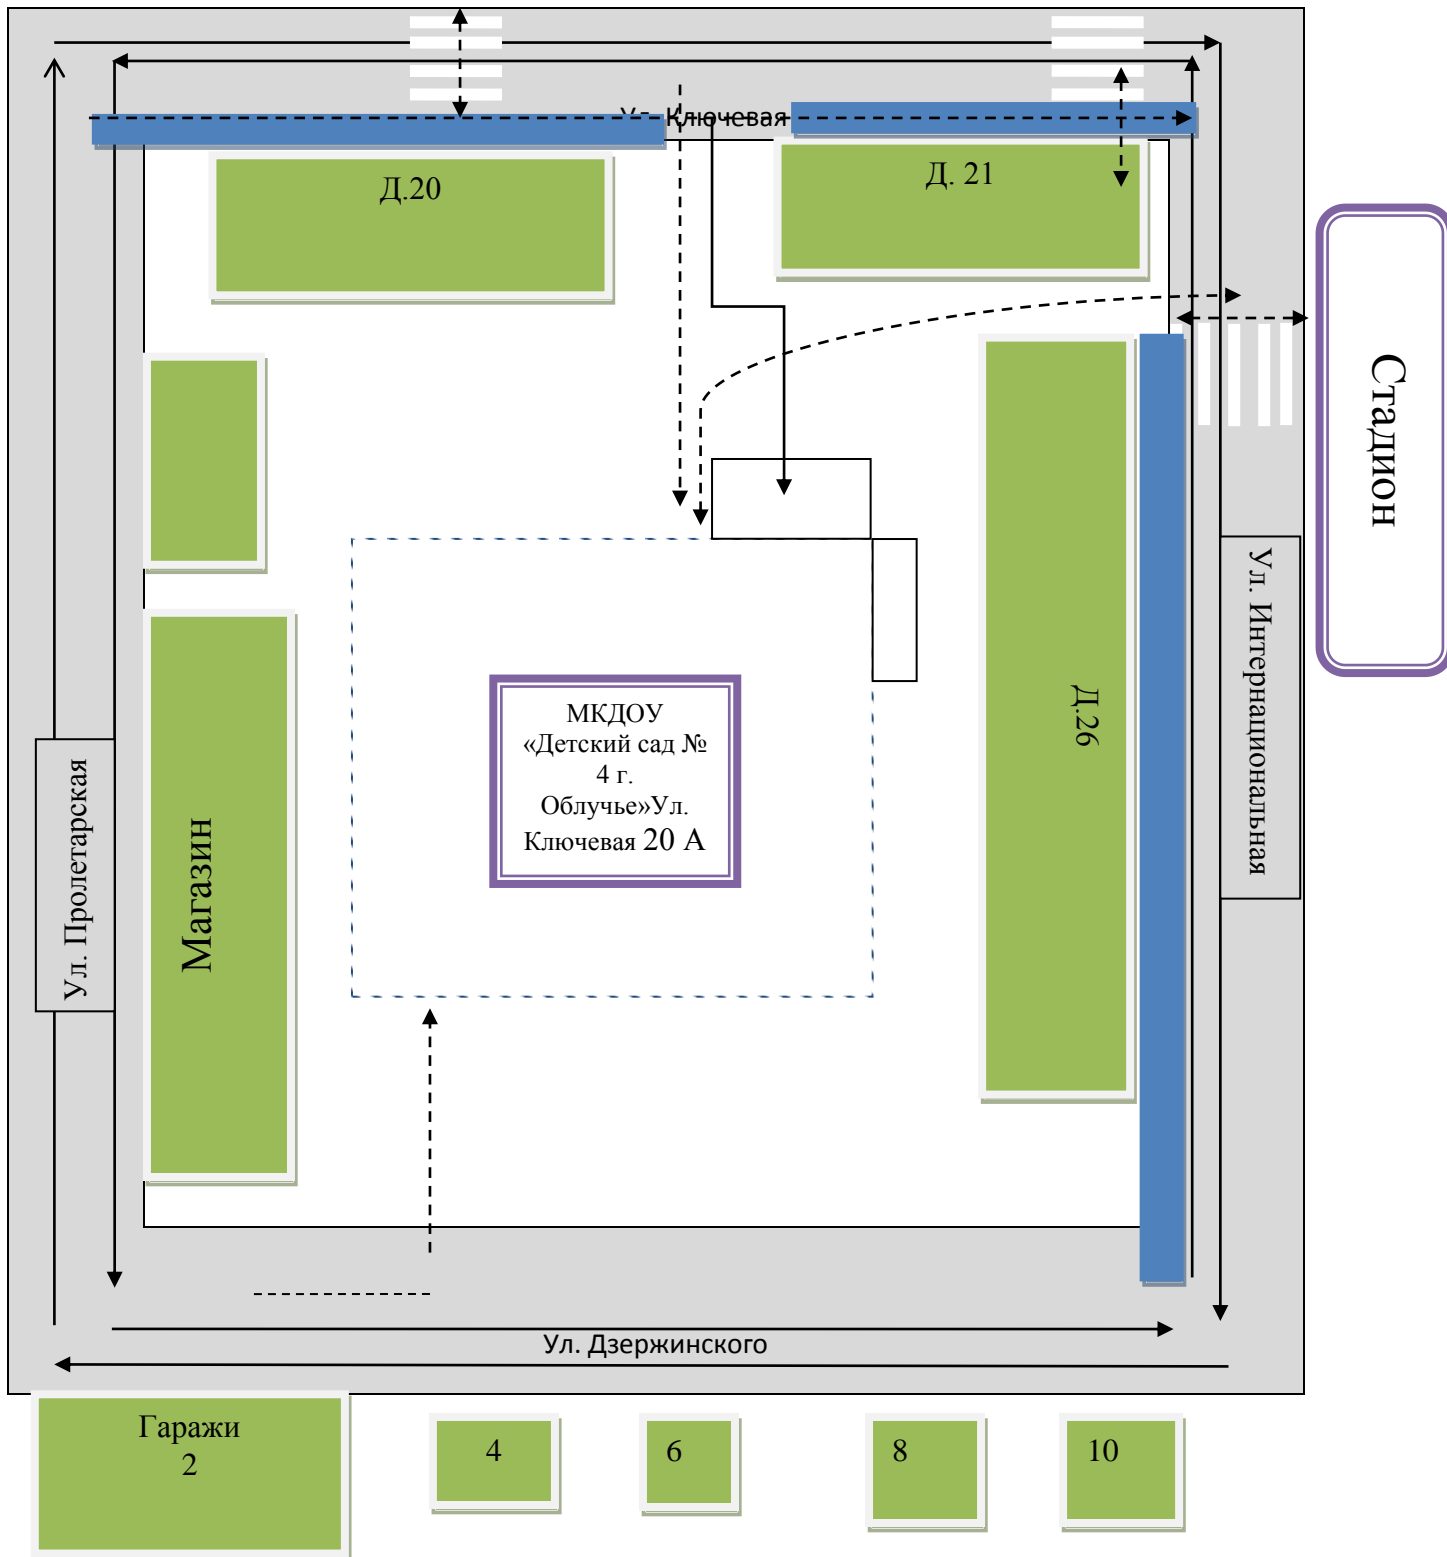 Ул. Ключевая
Д.20
Д. 21
Стадион
Ул. Интернациональная
Д.26
МКДОУ
«Детский сад №
4 г.
Облучье»Ул.
Ключевая 20 А
Ул. Пролетарская
Магазин
Ул. Дзержинского
Гаражи
2
4
6
8
10